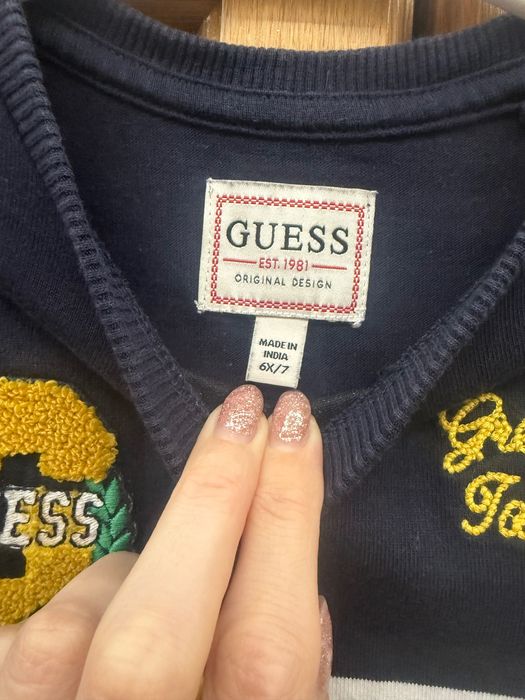 GUESS
EST. 1981
ORIGINAL DESIGN
MADE IN
INDIA
6X/7
ESS